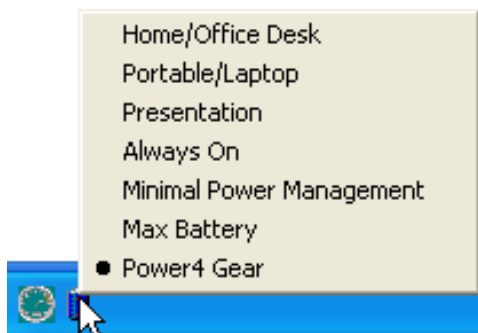 Home/Office Desk
Portable/Laptop
Presentation
Always On
Minimal Power Management
Max Battery
Power4 Gear